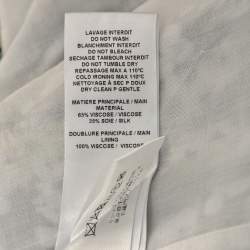 LAVAGE INTERDIT
DO NOT WASH
BLANCHIMENT INTERDIT
DO NOT BLEACH
SECHAGE TAMBOUR INTERDIT
DO NOT TUMBLE DRY
REPASSAGE MAX A 110°C
COLD IRONING MAX 110°C
NETTOYAGE À SEC P DOUX
DRY CLEAN P GENTLE
MATIERE PRINCIPALE / MAIN
MATERIAL
65% VISCOSE / VISCOSE
35% SOIE / SILK
DOUBLURE PRINCIPALE / MAIN
LINING
100% VISCOSE / VISCOSE